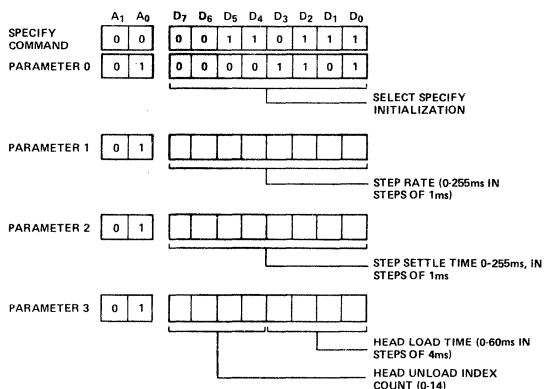 A1 A0 D7 D6 D5 D4 D3 D2 D1 D0
SPECIFY COMMAND 0 0 0 0 1 1 0 1 1 1
PARAMETER 0 0 1 0 0 0 0 1 1 0 1
SELECT SPECIFY
INITIALIZATION
PARAMETER 1 0 1
STEP RATE (0-255ms IN
STEPS OF 1ms)
PARAMETER 2 0 1
STEP SETTLE TIME 0-255ms, IN
STEPS OF 1ms
PARAMETER 3 0 1
HEAD LOAD TIME (0-60ms IN
STEPS OF 4ms)
HEAD UNLOAD INDEX
COUNT (0-14)